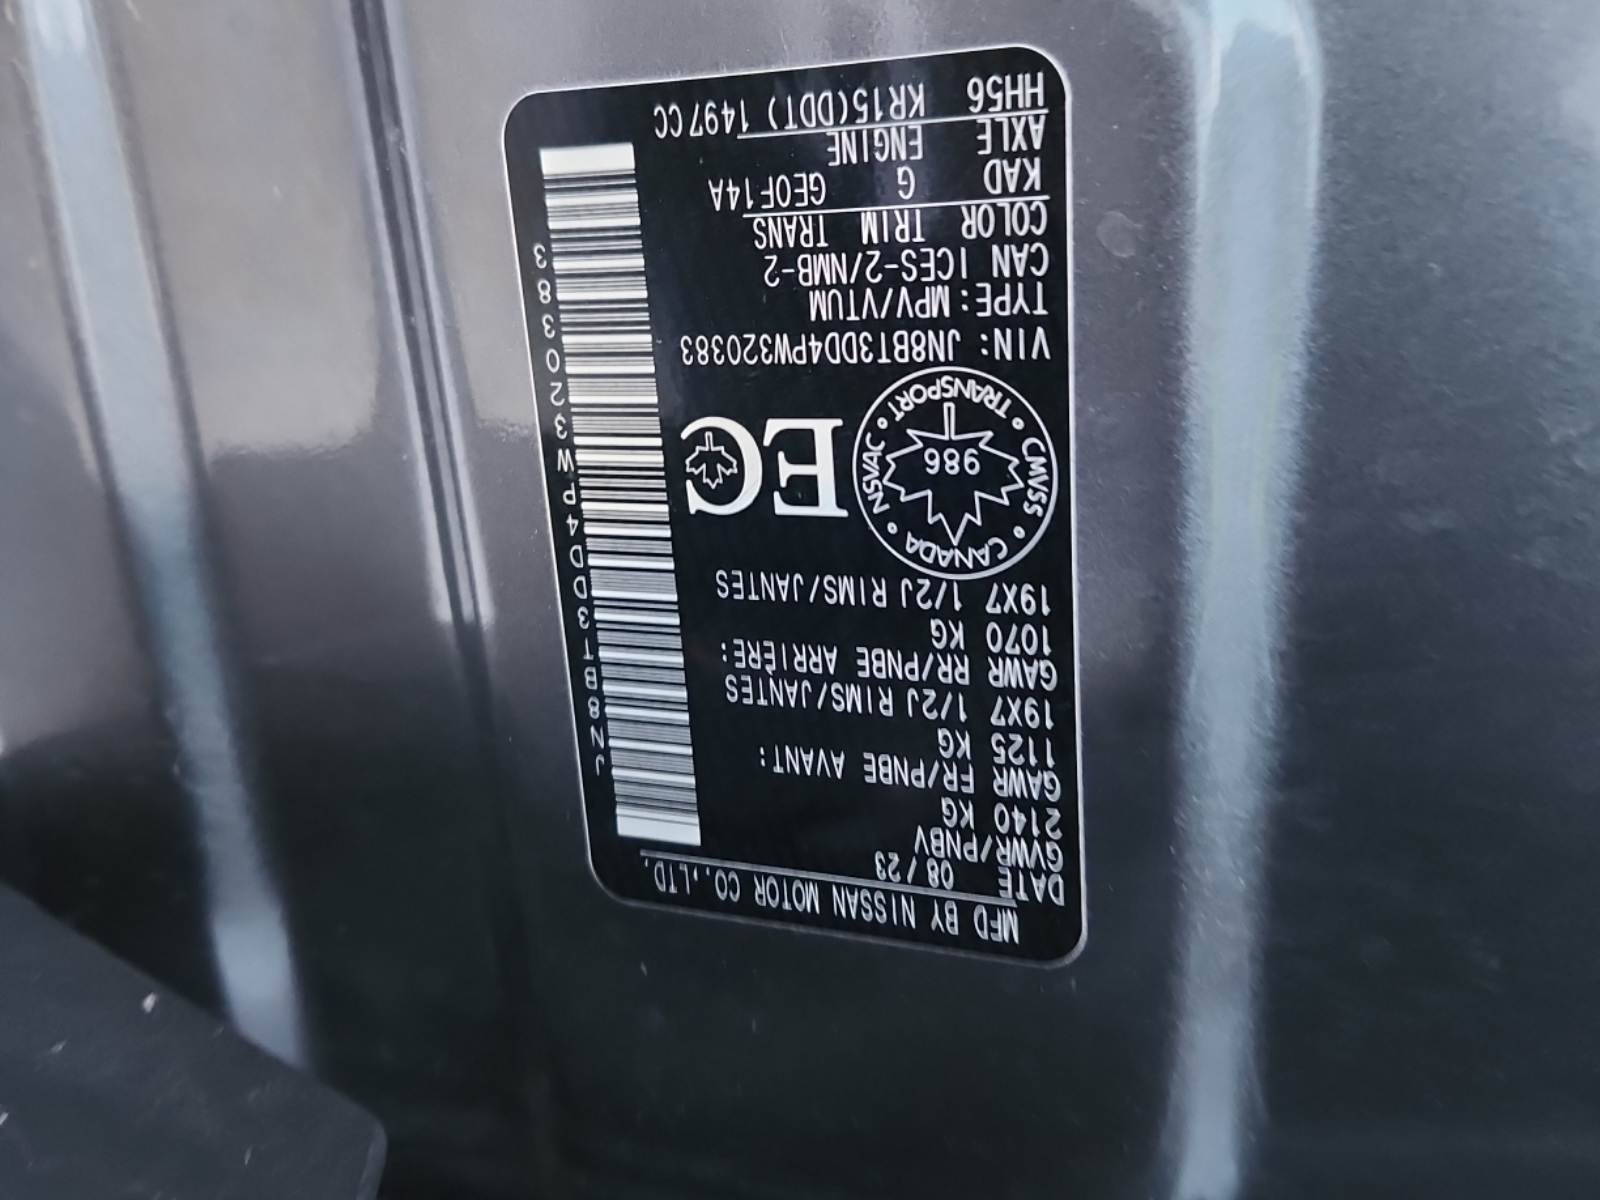 MFD BY NISSAN MOTOR CO.,LTD.
DATE 08/23
GVWR/PNBV
2140 KG
GAWR FR/PNBE AVANT:
1125 KG
19X7 1/2J RIMS/JANTES
GAWR RR/PNBE ARRIÈRE:
1070 KG
19X7 1/2J RIMS/JANTES
CANADA • CMVSS • TRANSPORT • NSVAC •
986
EC
VIN: JN8BT3DD4PW320383
TYPE: MPV/VTUM
CAN ICES-2/NMB-2
COLOR TRIM TRANS
KAD G GE0F14A
AXLE ENGINE
HH56 KR15(DDT) 1497CC
JN8BT3DD4PW320383